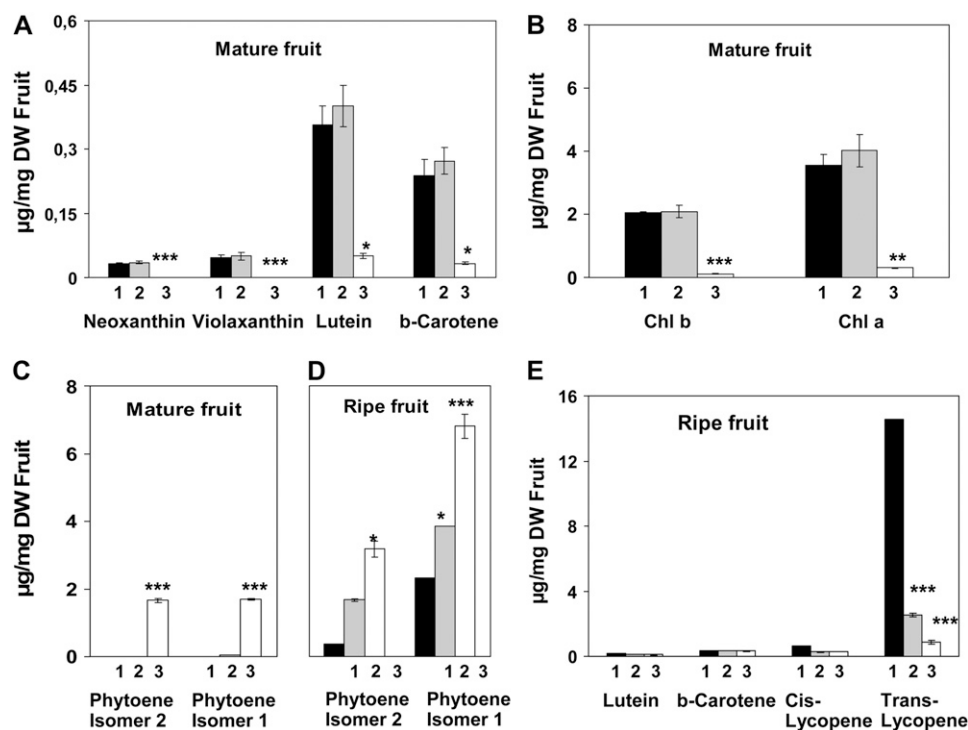 A
Mature fruit
µg/mg DW Fruit
0,6
0,45
0,3
0,15
0
***
***
*
*
1 2 3 1 2 3 1 2 3 1 2 3
Neoxanthin Violaxanthin Lutein b-Carotene
B
Mature fruit
µg/mg DW Fruit
8
6
4
2
0
***
**
1 2 3 1 2 3
Chl b Chl a
C
Mature fruit
µg/mg DW Fruit
8
6
4
2
0
***
***
1 2 3 1 2 3
Phytoene Phytoene
Isomer 2 Isomer 1
D
Ripe fruit
*
*
***
1 2 3 1 2 3
Phytoene Phytoene
Isomer 2 Isomer 1
E
Ripe fruit
µg/mg DW Fruit
16
12
8
4
0
***
***
1 2 3 1 2 3 1 2 3 1 2 3
Lutein b-Carotene Cis- Trans-
Lycopene Lycopene